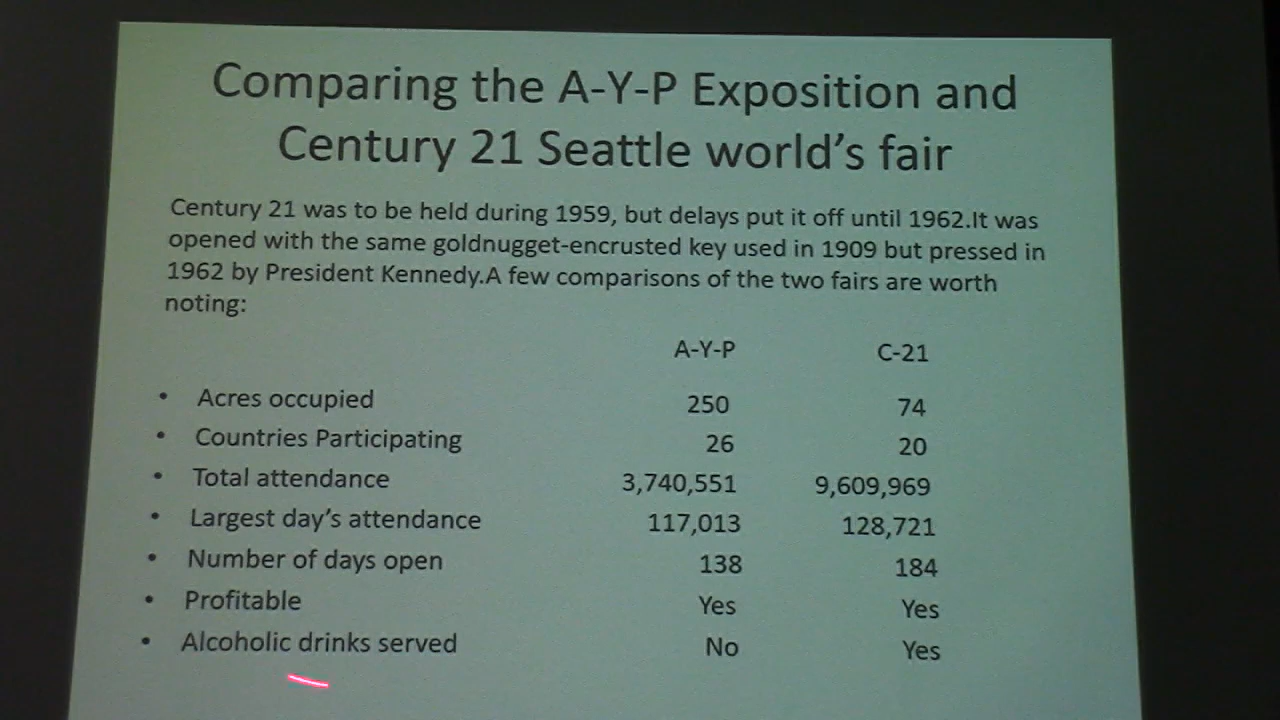 Comparing the A-Y-P Exposition and
Century 21 Seattle world's fair
Century 21 was to be held during 1959, but delays put it off until 1962.It was
opened with the same goldnugget-encrusted key used in 1909 but pressed in
1962 by President Kennedy.A few comparisons of the two fairs are worth
noting:
A-Y-P C-21
• Acres occupied 250 74
• Countries Participating 26 20
• Total attendance 3,740,551 9,609,969
• Largest day's attendance 117,013 128,721
• Number of days open 138 184
• Profitable Yes Yes
• Alcoholic drinks served No Yes